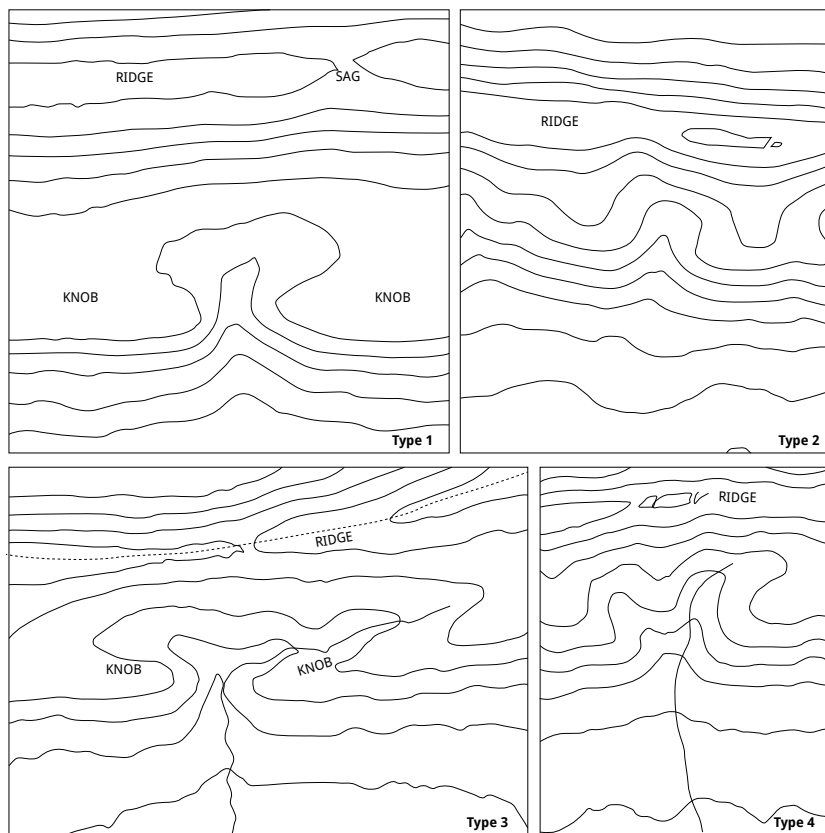 RIDGE
SAG
KNOB
KNOB
Type 1
RIDGE
Type 2
RIDGE
KNOB
KNOB
Type 3
RIDGE
Type 4